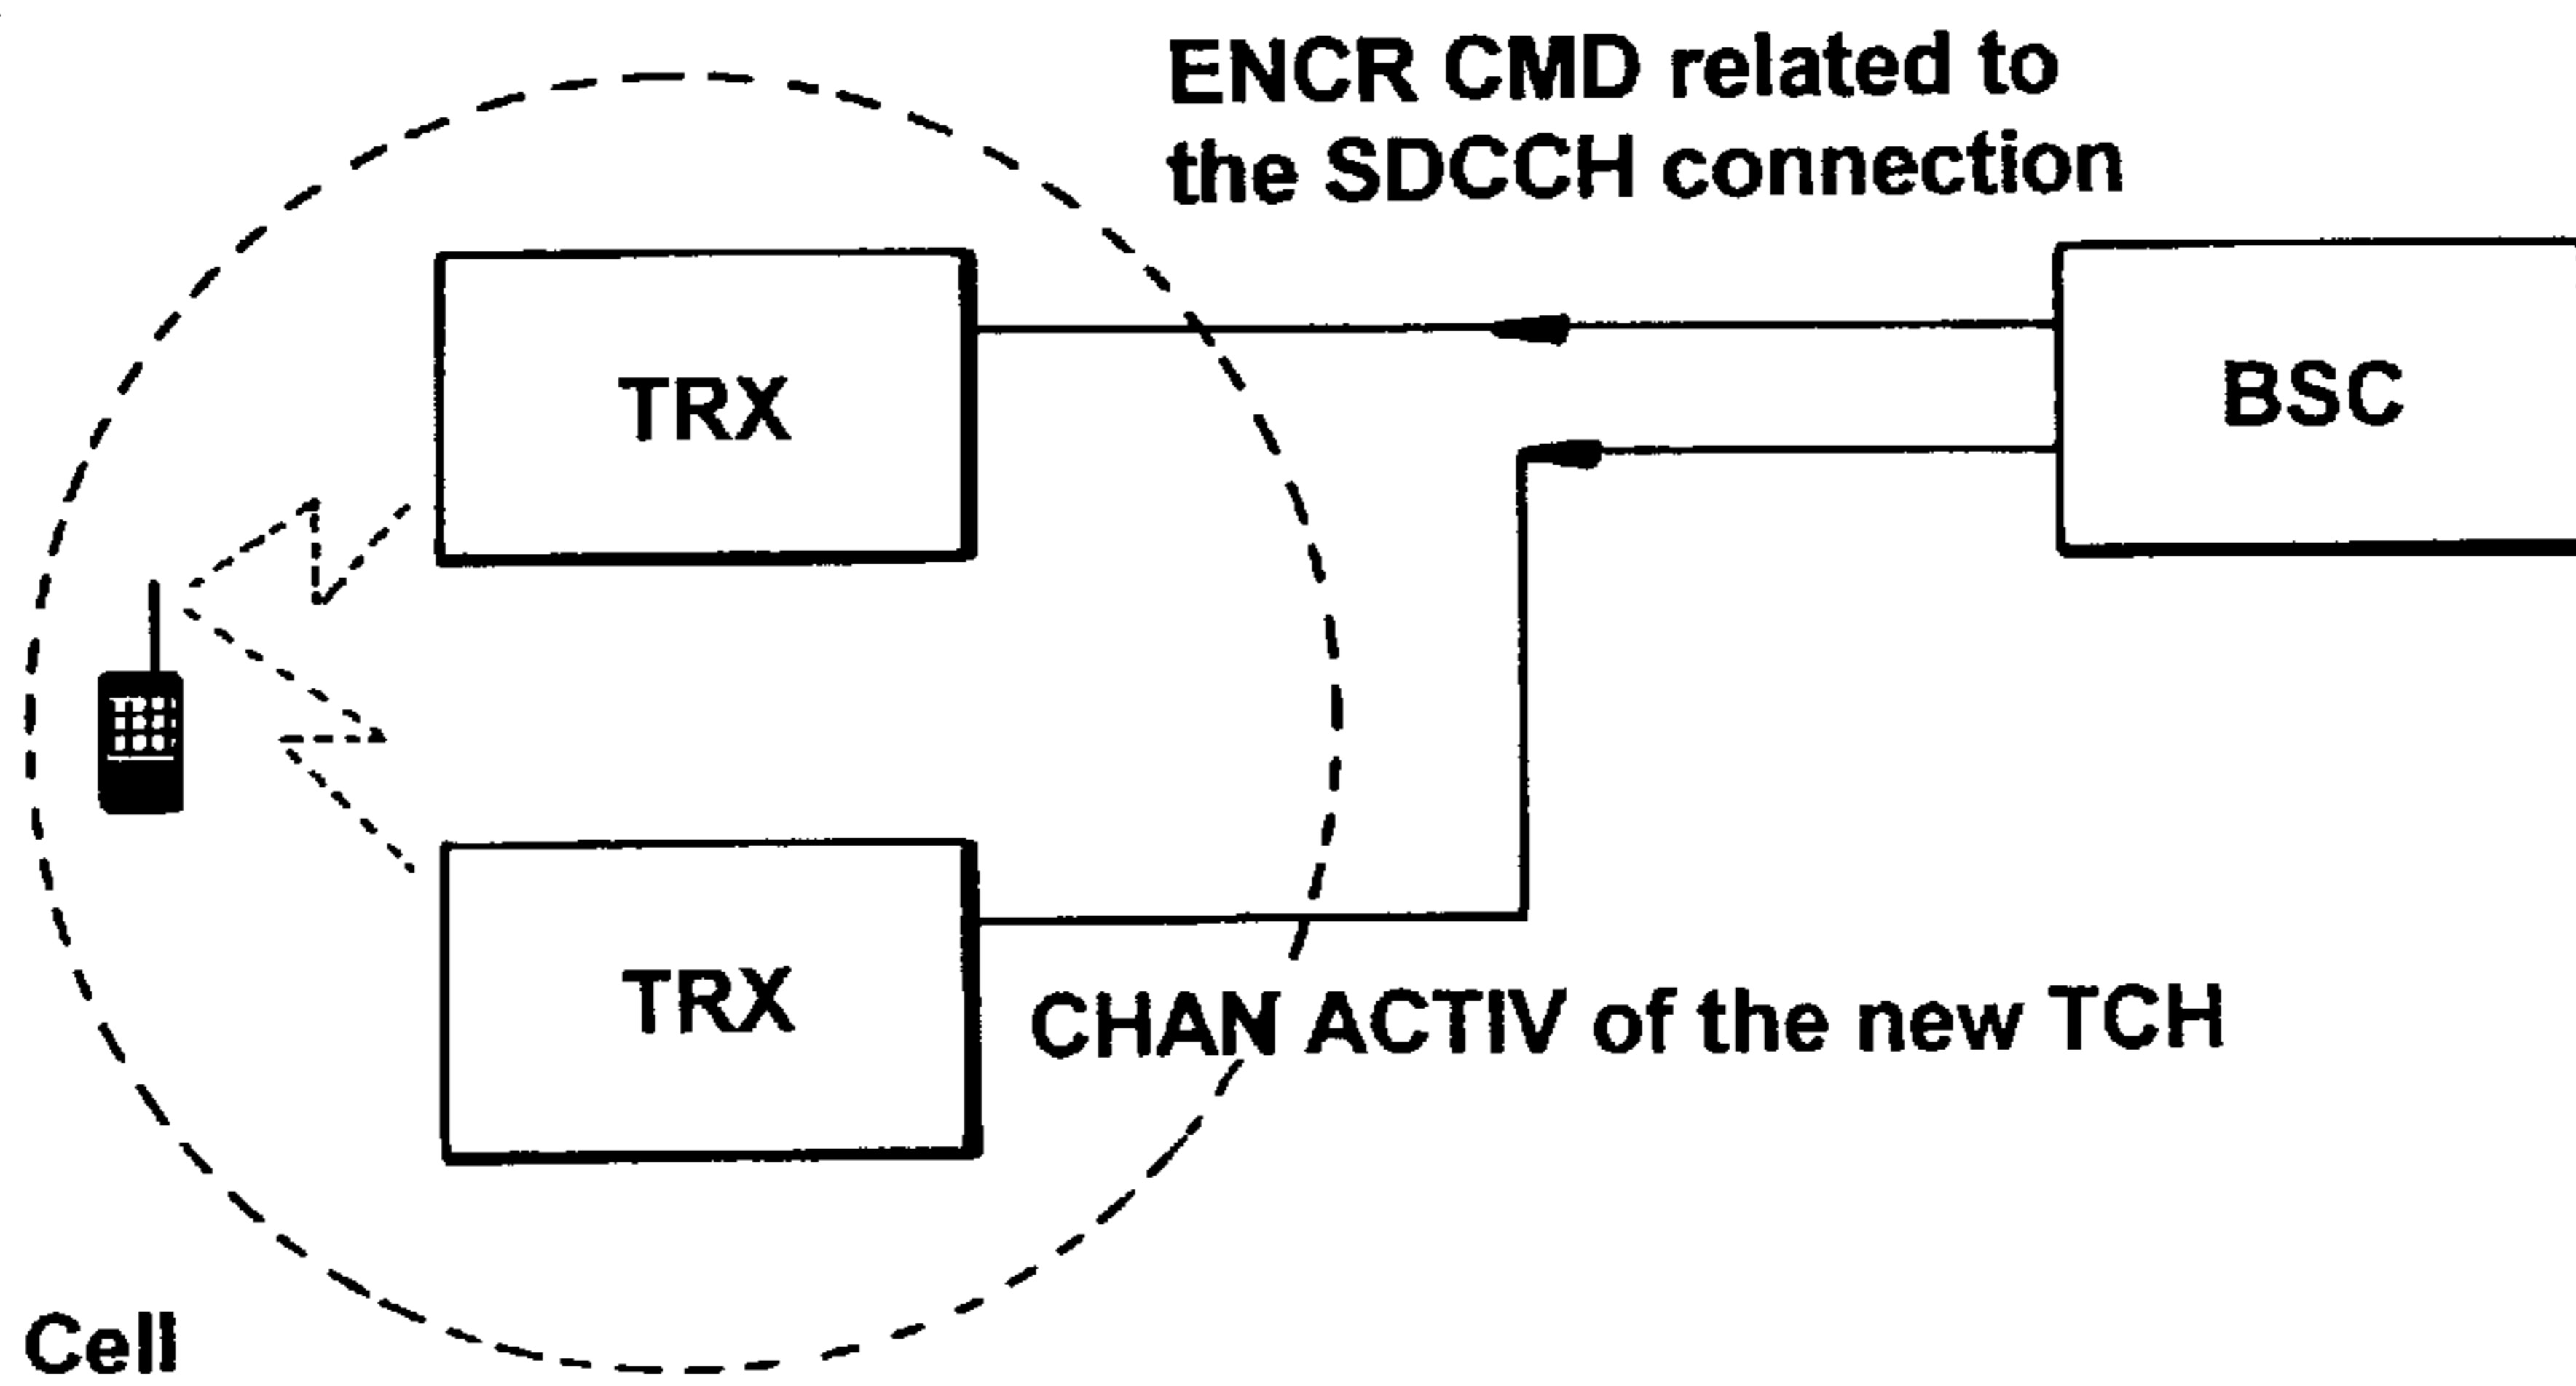 ENCR CMD related to
the SDCCH connection
TRX
BSC
TRX
CHAN ACTIV of the new TCH
Cell